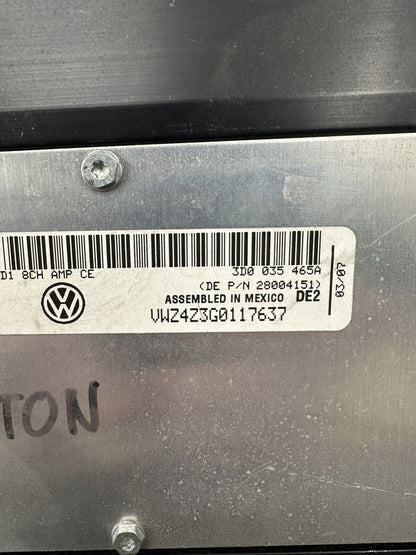 D1 8CH AMP CE
3D0 035 465A
(DE P/N 28004151)
ASSEMBLED IN MEXICO DE2
VWZ4Z3G0117637
03/07
TON